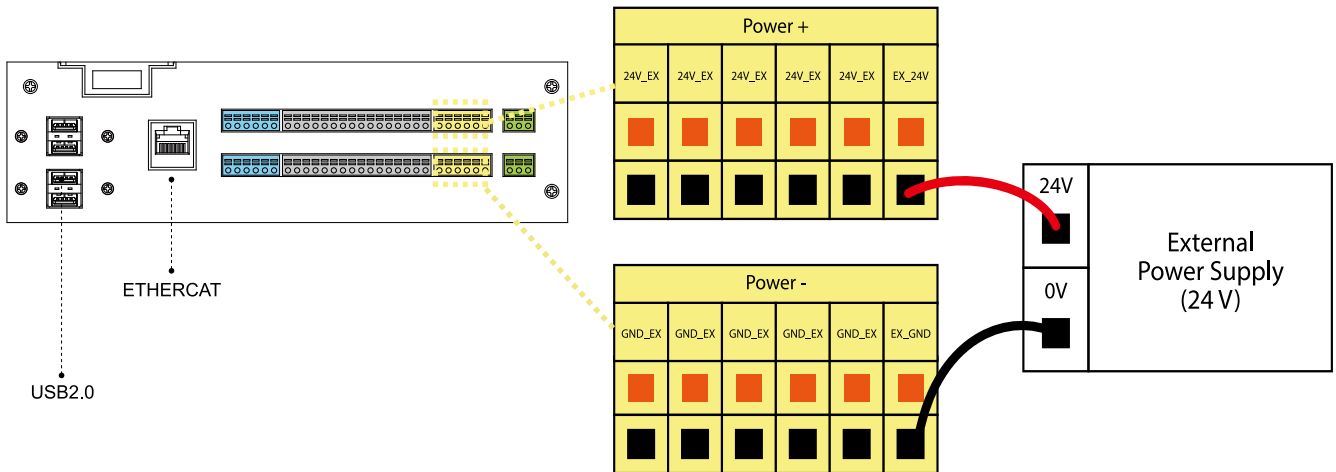 ETHERCAT
USB2.0
Power +
24V_EX 24V_EX 24V_EX 24V_EX 24V_EX EX_24V
Power -
GND_EX GND_EX GND_EX GND_EX GND_EX EX_GND
24V
0V
External
Power Supply
(24 V)